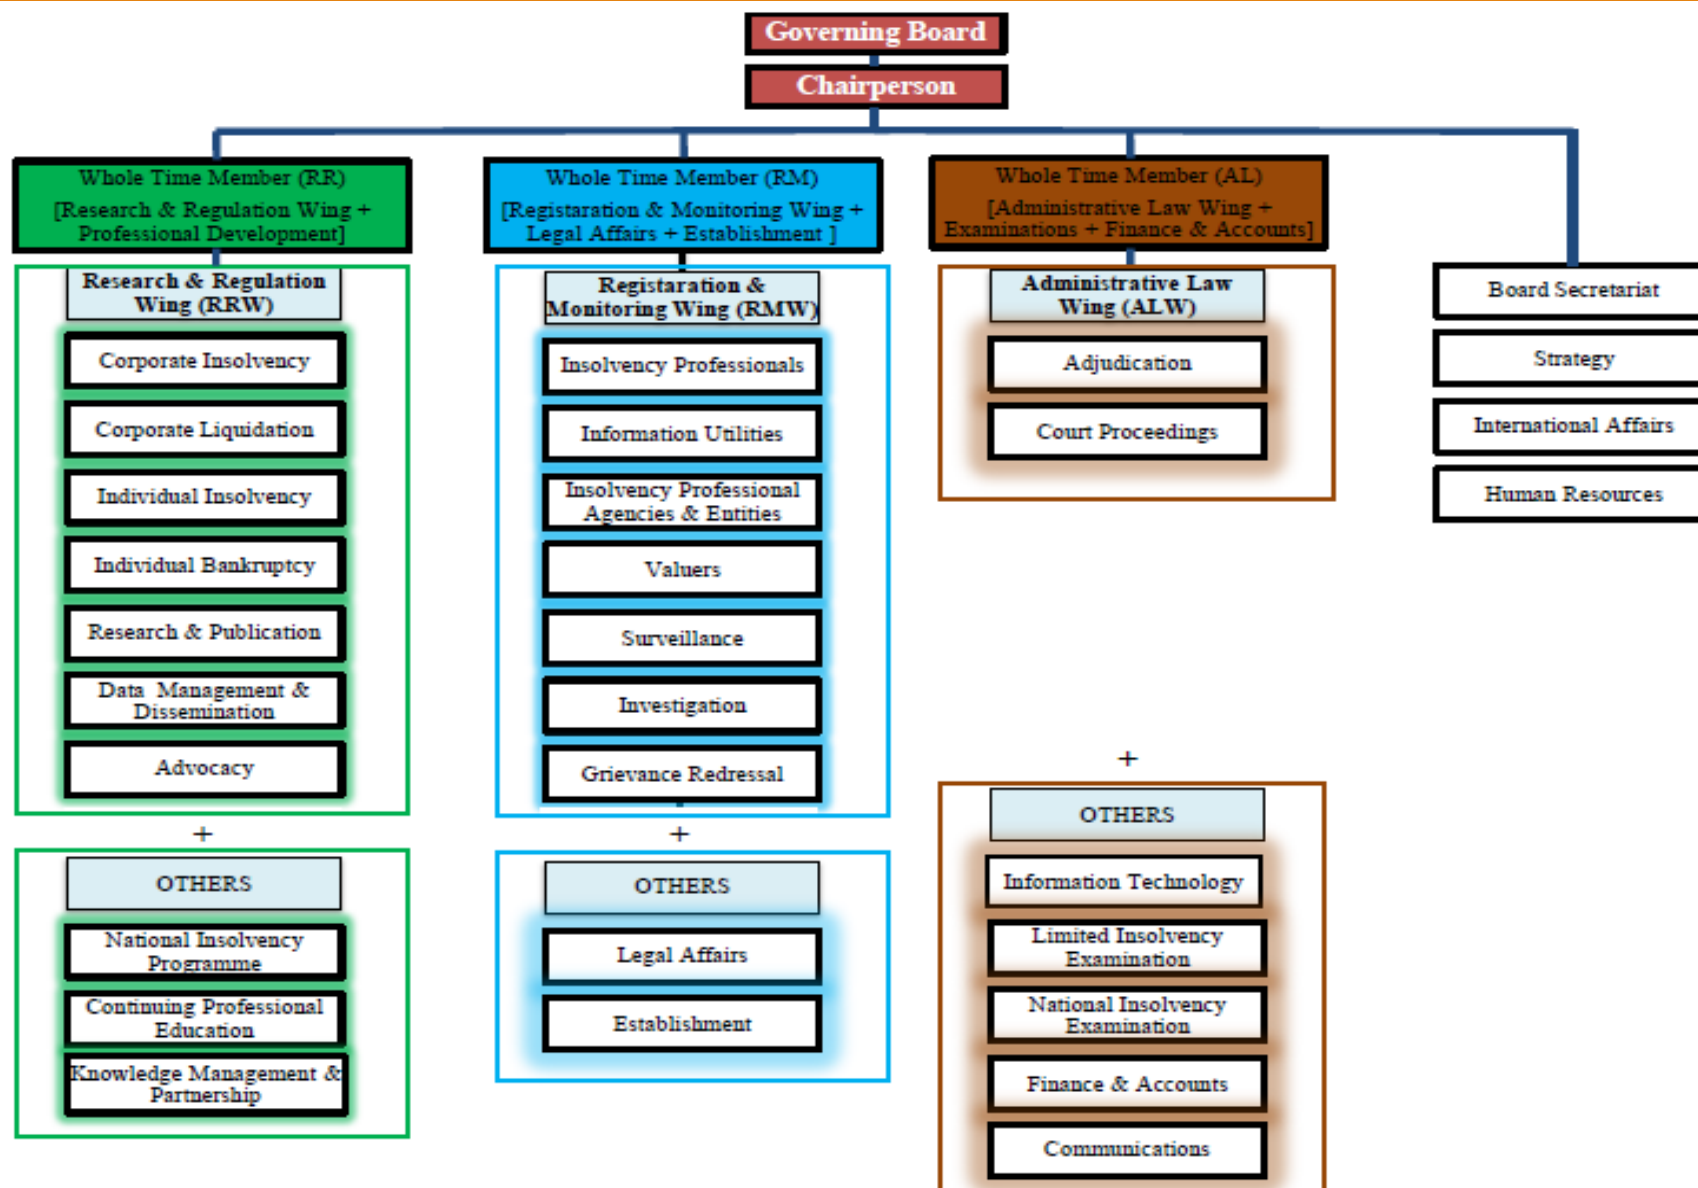 Governing Board
Chairperson
Whole Time Member (RR)
[Research & Regulation Wing +
Professional Development]
Research & Regulation
Wing (RRW)
Corporate Insolvency
Corporate Liquidation
Individual Insolvency
Individual Bankruptcy
Research & Publication
Data Management &
Dissemination
Advocacy
+
OTHERS
National Insolvency
Programme
Continuing Professional
Education
Knowledge Management &
Partnership
Whole Time Member (RM)
[Registaration & Monitoring Wing +
Legal Affairs + Establishment ]
Registaration &
Monitoring Wing (RMW)
Insolvency Professionals
Information Utilities
Insolvency Professional
Agencies & Entities
Valuers
Surveillance
Investigation
Grievance Redressal
+
OTHERS
Legal Affairs
Establishment
Whole Time Member (AL)
[Administrative Law Wing +
Examinations + Finance & Accounts]
Administrative Law
Wing (ALW)
Adjudication
Court Proceedings
+
OTHERS
Information Technology
Limited Insolvency
Examination
National Insolvency
Examination
Finance & Accounts
Communications
Board Secretariat
Strategy
International Affairs
Human Resources